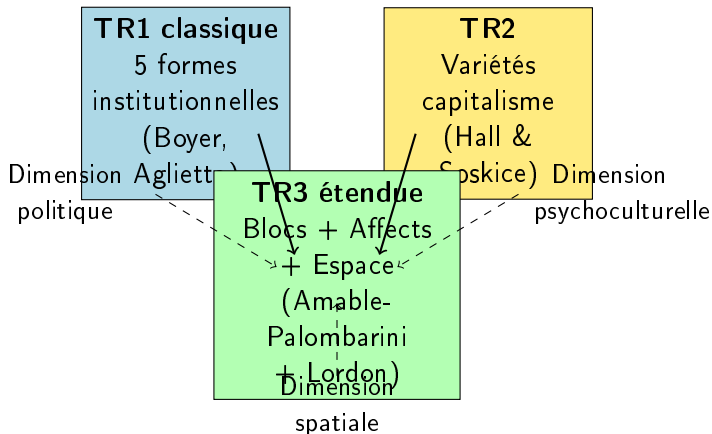 TR1 classique
5 formes
institutionnelles
(Boyer,
Aglietta)
TR2
Variétés
capitalisme
(Hall &
Soskice)
Dimension
politique
Dimension
psychoculturelle
TR3 étendue
Blocs + Affects
+ Espace
(Amable-
Palombarini
+ Lordon)
Dimension
spatiale